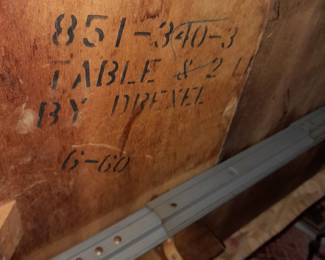 851-340-3
TABLE & 2 L
BY DREXEL
6-60